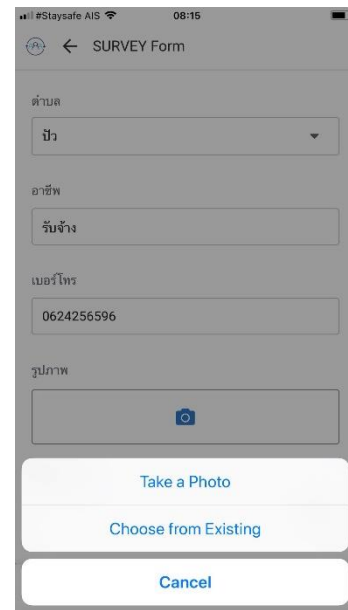 #Staysafe AIS 08:15
SURVEY Form
ตำบล
ปัว
อาชีพ
รับจ้าง
เบอร์โทร
0624256596
รูปภาพ
Take a Photo
Choose from Existing
Cancel